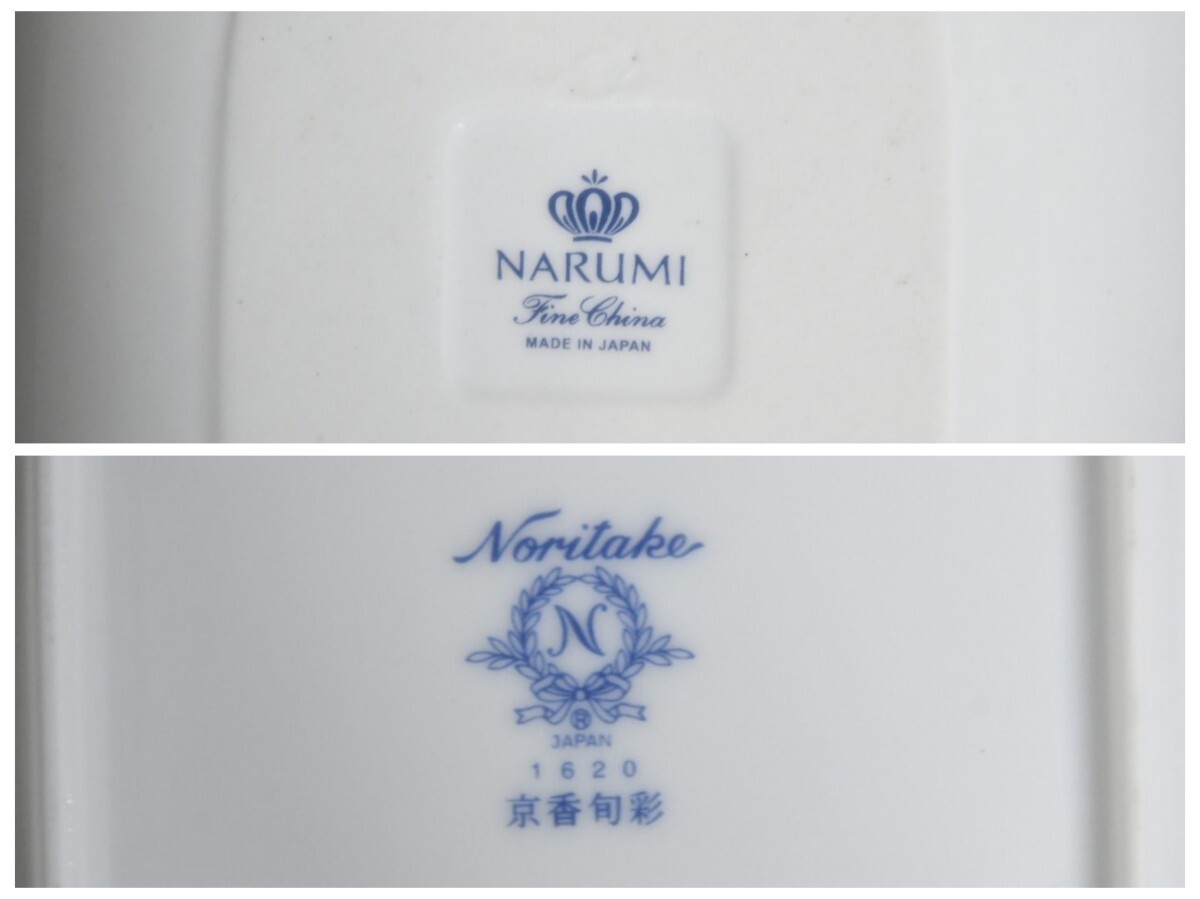 NARUMI
Fine China
MADE IN JAPAN
Noritake
N
®
JAPAN
1620
京香旬彩